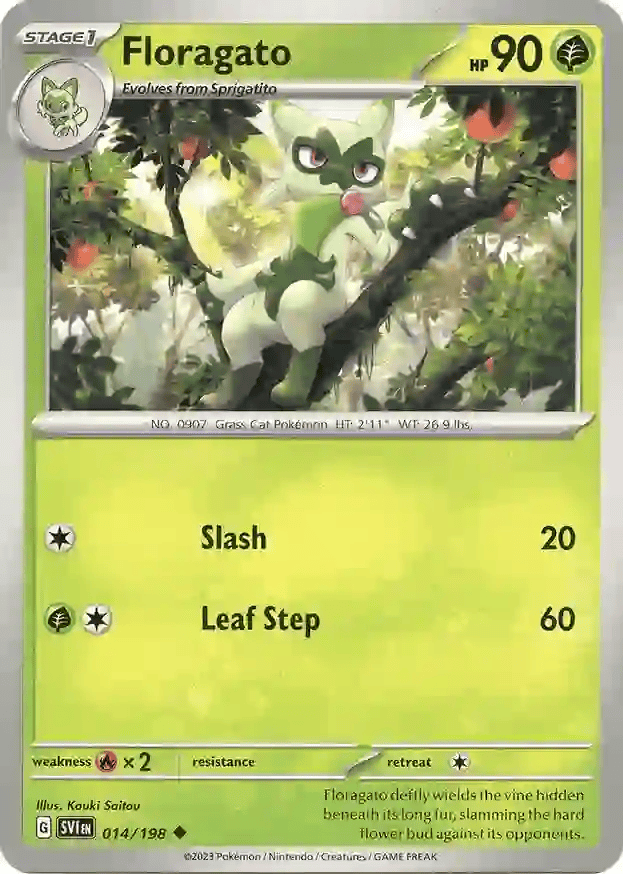 STAGE 1 Floragato HP 90
Evolves from Sprigatito
NO. 0907 Grass Cat Pokémon HT: 2'11" WT: 26.9 lbs.
Slash 20
Leaf Step 60
weakness ×2 resistance retreat
Illus. Kouki Saitou
Floragato deftly wields the vine hidden
beneath its long fur, slamming the hard
flower bud against its opponents.
G SVI EN 014/198
©2023 Pokémon / Nintendo / Creatures / GAME FREAK